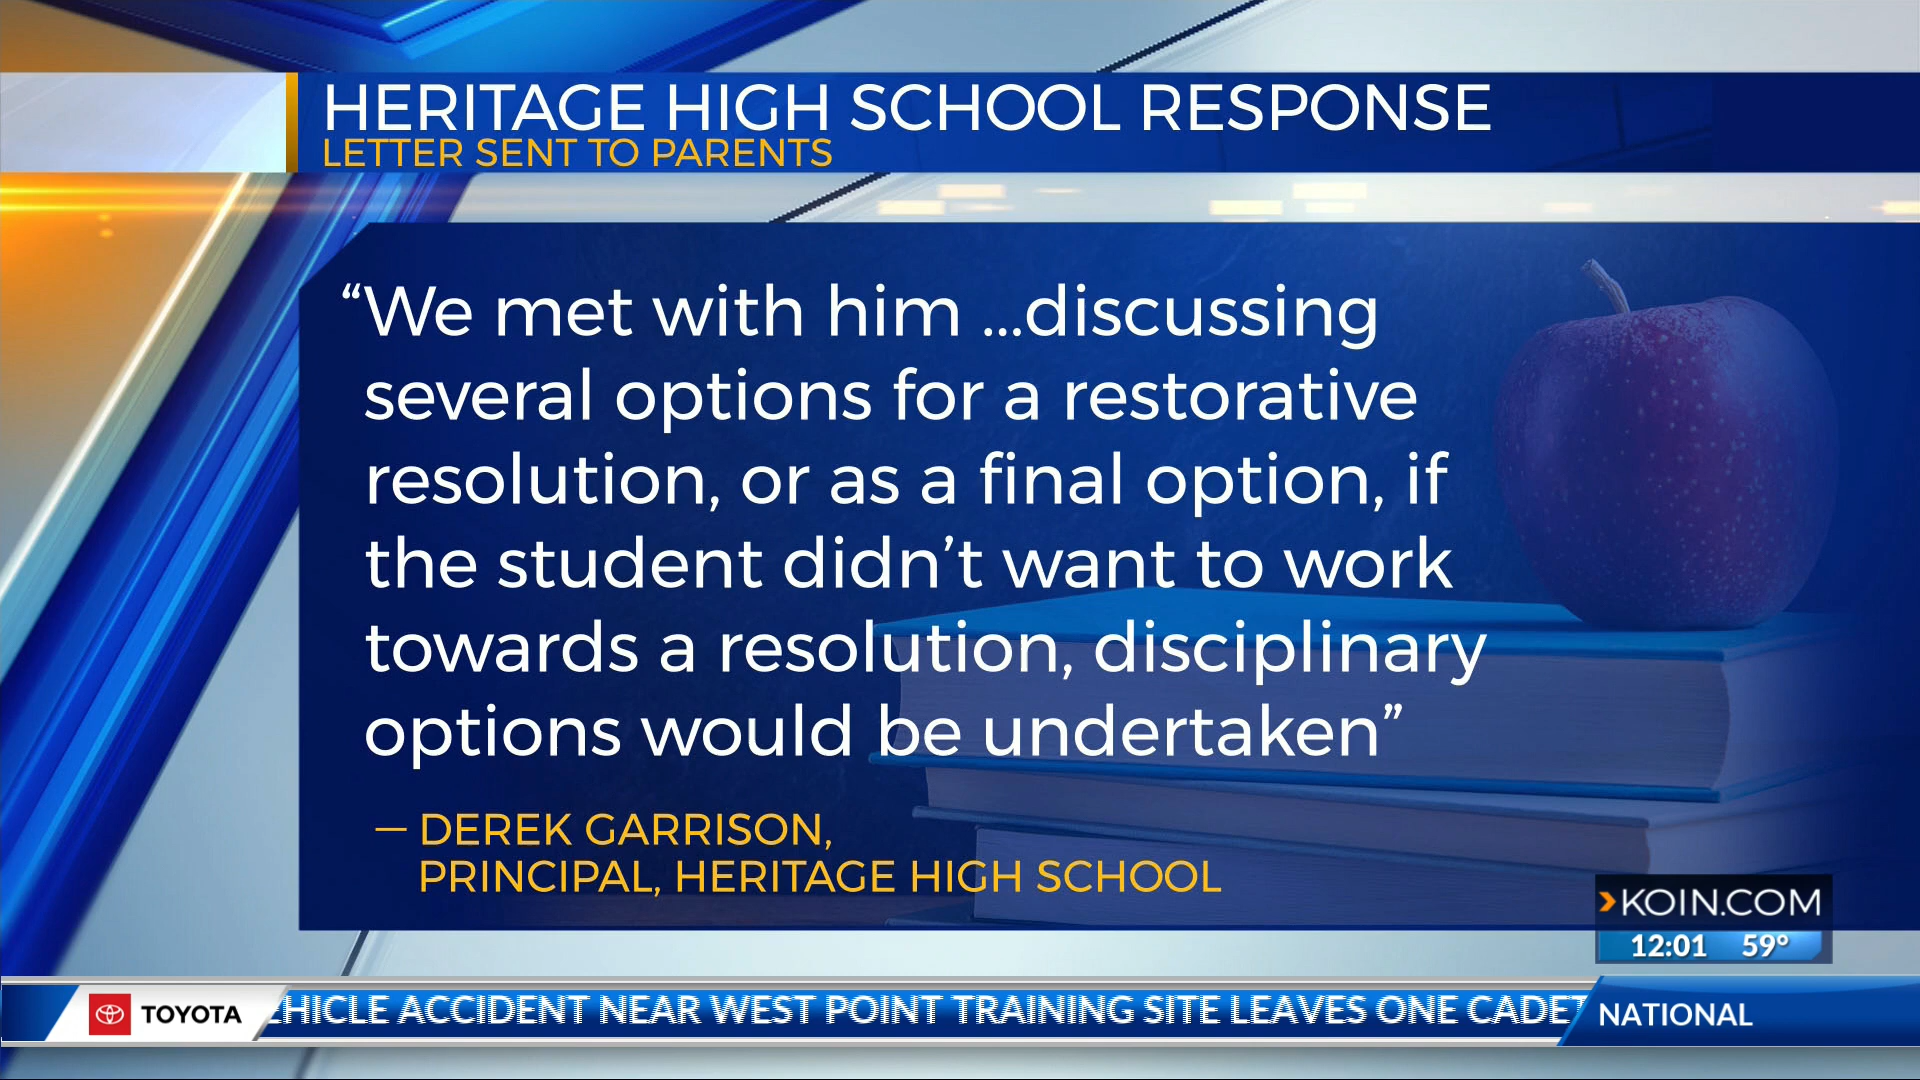 HERITAGE HIGH SCHOOL RESPONSE
LETTER SENT TO PARENTS
“We met with him ...discussing
several options for a restorative
resolution, or as a final option, if
the student didn’t want to work
towards a resolution, disciplinary
options would be undertaken”
— DEREK GARRISON,
PRINCIPAL, HERITAGE HIGH SCHOOL
KOIN.COM
12:01 59°
TOYOTA
HICLE ACCIDENT NEAR WEST POINT TRAINING SITE LEAVES ONE CADET
NATIONAL